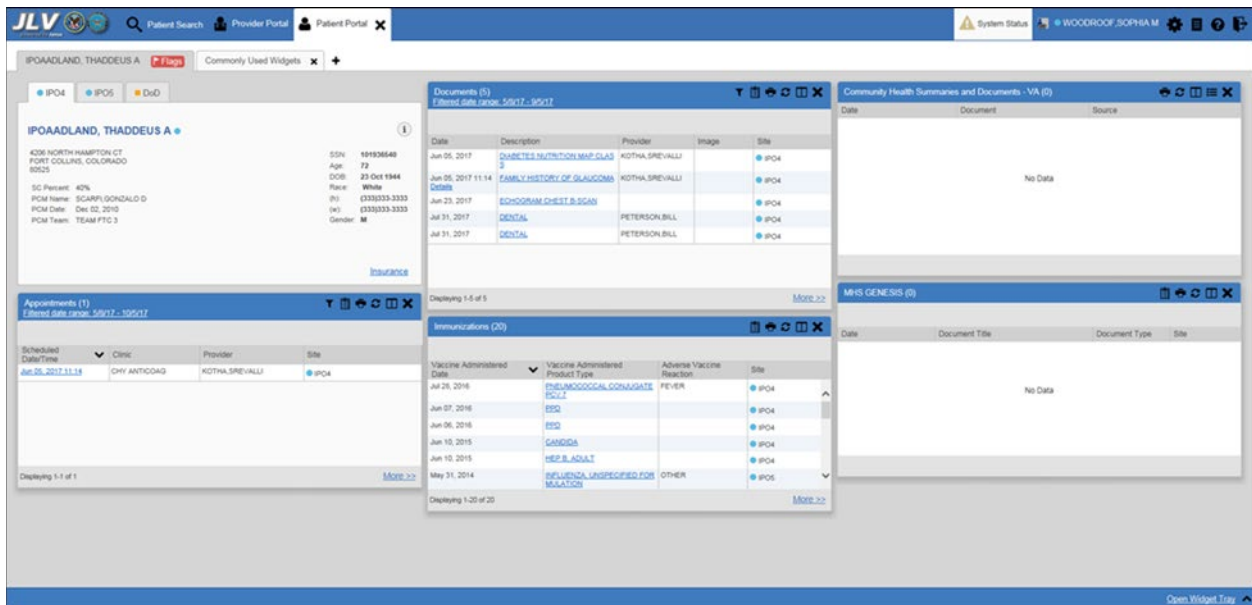 JLV Patient Search Provider Portal Patient Portal System Status WOODROOF,SOPHIA M
IPOAADLAND, THADDEUS A Flags Commonly Used Widgets
IPO4 IPO5 DoD
IPOAADLAND, THADDEUS A
4206 NORTH HAMPTON CT
FORT COLLINS, COLORADO
80525
SC Percent: 40%
PCM Name: SCARFI,GONZALO D
PCM Date: Dec 02, 2010
PCM Team: TEAM FTC 3
SSN: 101936540
Age: 72
DOB: 23 Oct 1944
Race: White
(h): (333)333-3333
(w): (333)333-3333
Gender: M
Insurance
Appointments (1)
Filtered date range: 5/8/17 - 10/5/17
Scheduled Date/Time Clinic Provider Site
Jun 05, 2017 11:14 CHY ANTICOAG KOTHA,SREVALLI IPO4
Displaying 1-1 of 1 More >>
Documents (5)
Filtered date range: 5/8/17 - 9/5/17
Date Description Provider Image Site
Jun 05, 2017 DIABETES NUTRITION MAP CLAS KOTHA,SREVALLI IPO4
S
Jun 05, 2017 11:14 FAMILY HISTORY OF GLAUCOMA KOTHA,SREVALLI IPO4
Details
Jun 23, 2017 ECHOGRAM CHEST B-SCAN IPO4
Jul 31, 2017 DENTAL PETERSON,BILL IPO4
Jul 31, 2017 DENTAL PETERSON,BILL IPO4
Displaying 1-5 of 5 More >>
Immunizations (20)
Vaccine Administered Date Vaccine Administered Product Type Adverse Vaccine Reaction Site
Jul 28, 2016 PNEUMOCOCCAL CONJUGATE FEVER IPO4
PCV 7
Jun 07, 2016 PPD IPO4
Jun 06, 2016 PPD IPO4
Jun 10, 2015 CANDIDA IPO4
Jun 10, 2015 HEP B, ADULT IPO4
May 31, 2014 INFLUENZA, UNSPECIFIED FOR OTHER IPO5
MULATION
Displaying 1-20 of 20 More >>
Community Health Summaries and Documents - VA (0)
Date Document Source
No Data
MHS GENESIS (0)
Date Document Title Document Type Site
No Data
Open Widget Tray